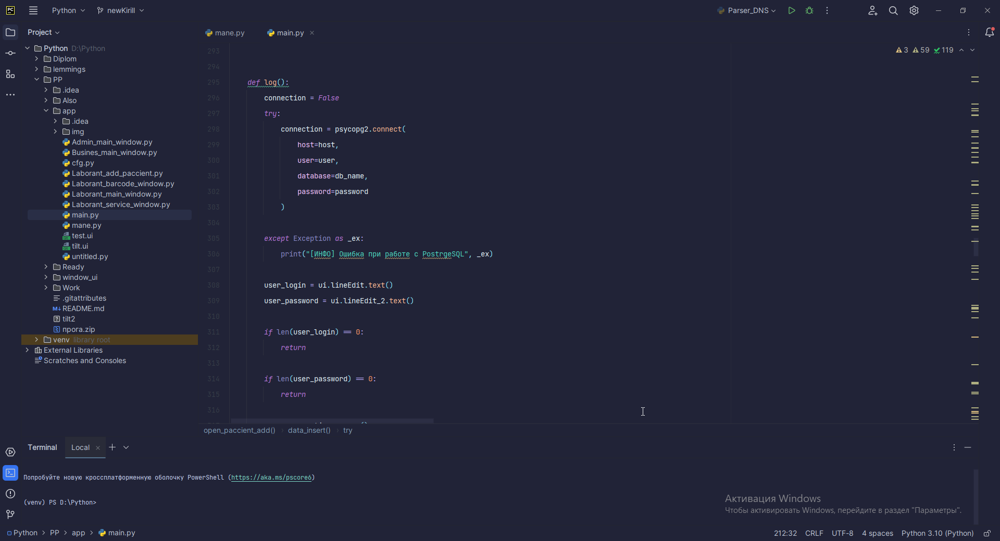 PC Python newKirill Parser_DNS
Project
mane.py main.py
Python D:\Python
Diplom
lemmings
PP
.idea
Also
app
.idea
img
Admin_main_window.py
Busines_main_window.py
cfg.py
Laborant_add_paccient.py
Laborant_barcode_window.py
Laborant_main_window.py
Laborant_service_window.py
main.py
mane.py
test.ui
tilt.ui
untitled.py
Ready
window_ui
Work
.gitattributes
README.md
tilt2
прога.zip
venv library root
External Libraries
Scratches and Consoles
3 59 119
293
294
295 def log():
296 connection = False
297 try:
298 connection = psycopg2.connect(
299 host=host,
300 user=user,
301 database=db_name,
302 password=password
303 )
304
305 except Exception as _ex:
306 print("[ИНФО] Ошибка при работе с PostrgeSQL", _ex)
307
308 user_login = ui.lineEdit.text()
309 user_password = ui.lineEdit_2.text()
310
311 if len(user_login) == 0:
312 return
313
314 if len(user_password) == 0:
315 return
316
open_paccient_add() data_insert() try
Terminal Local
Попробуйте новую кроссплатформенную оболочку PowerShell (https://aka.ms/pscore6)
(venv) PS D:\Python>
Активация Windows
Чтобы активировать Windows, перейдите в раздел "Параметры".
Python > PP > app > main.py
212:32 CRLF UTF-8 4 spaces Python 3.10 (Python)